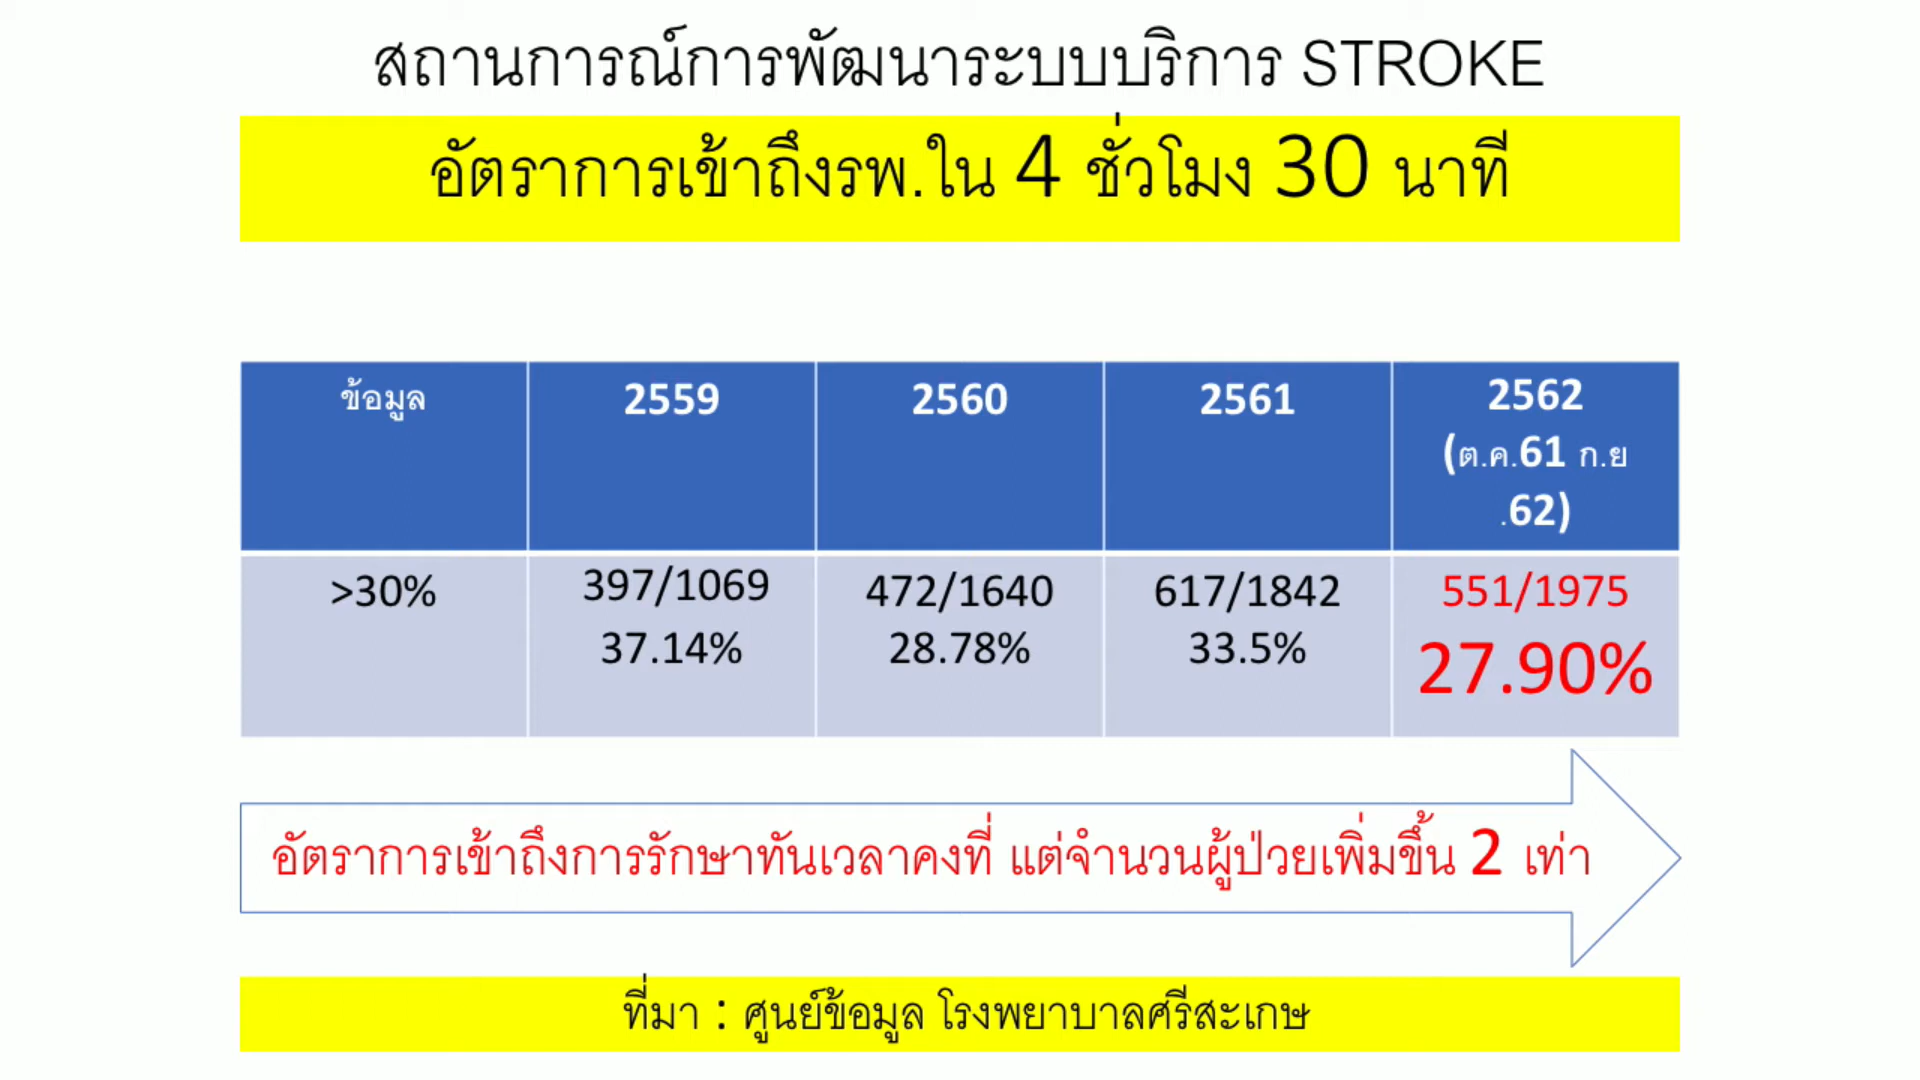 สถานการณ์การพัฒนาระบบบริการ STROKE
อัตราการเข้าถึงรพ.ใน 4 ชั่วโมง 30 นาที
ข้อมูล
2559
2560
2561
2562
(ต.ค.61 ก.ย
.62)
>30%
397/1069
37.14%
472/1640
28.78%
617/1842
33.5%
551/1975
27.90%
อัตราการเข้าถึงการรักษาทันเวลาคงที่ แต่จำนวนผู้ป่วยเพิ่มขึ้น 2 เท่า
ที่มา : ศูนย์ข้อมูล โรงพยาบาลศรีสะเกษ